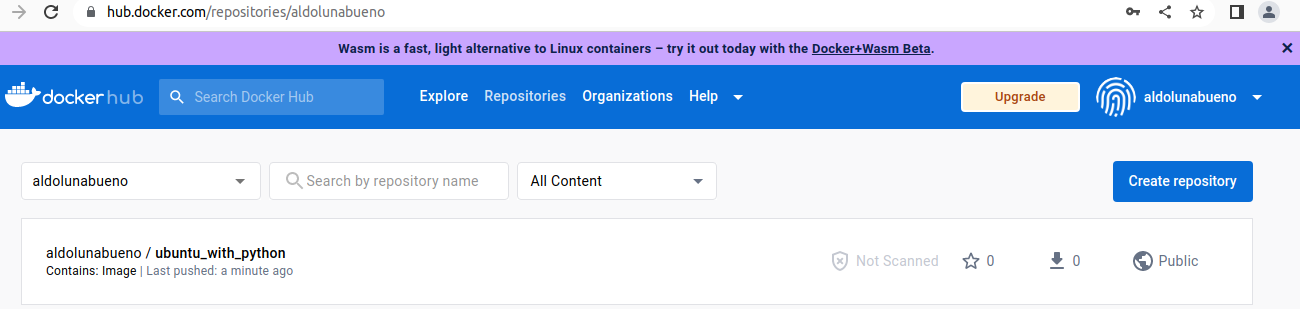 hub.docker.com/repositories/aldolunabueno
Wasm is a fast, light alternative to Linux containers – try it out today with the Docker+Wasm Beta.
docker hub Search Docker Hub Explore Repositories Organizations Help Upgrade aldolunabueno
aldolunabueno Search by repository name All Content Create repository
aldolunabueno / ubuntu_with_python
Contains: Image | Last pushed: a minute ago
Not Scanned 0 0 Public